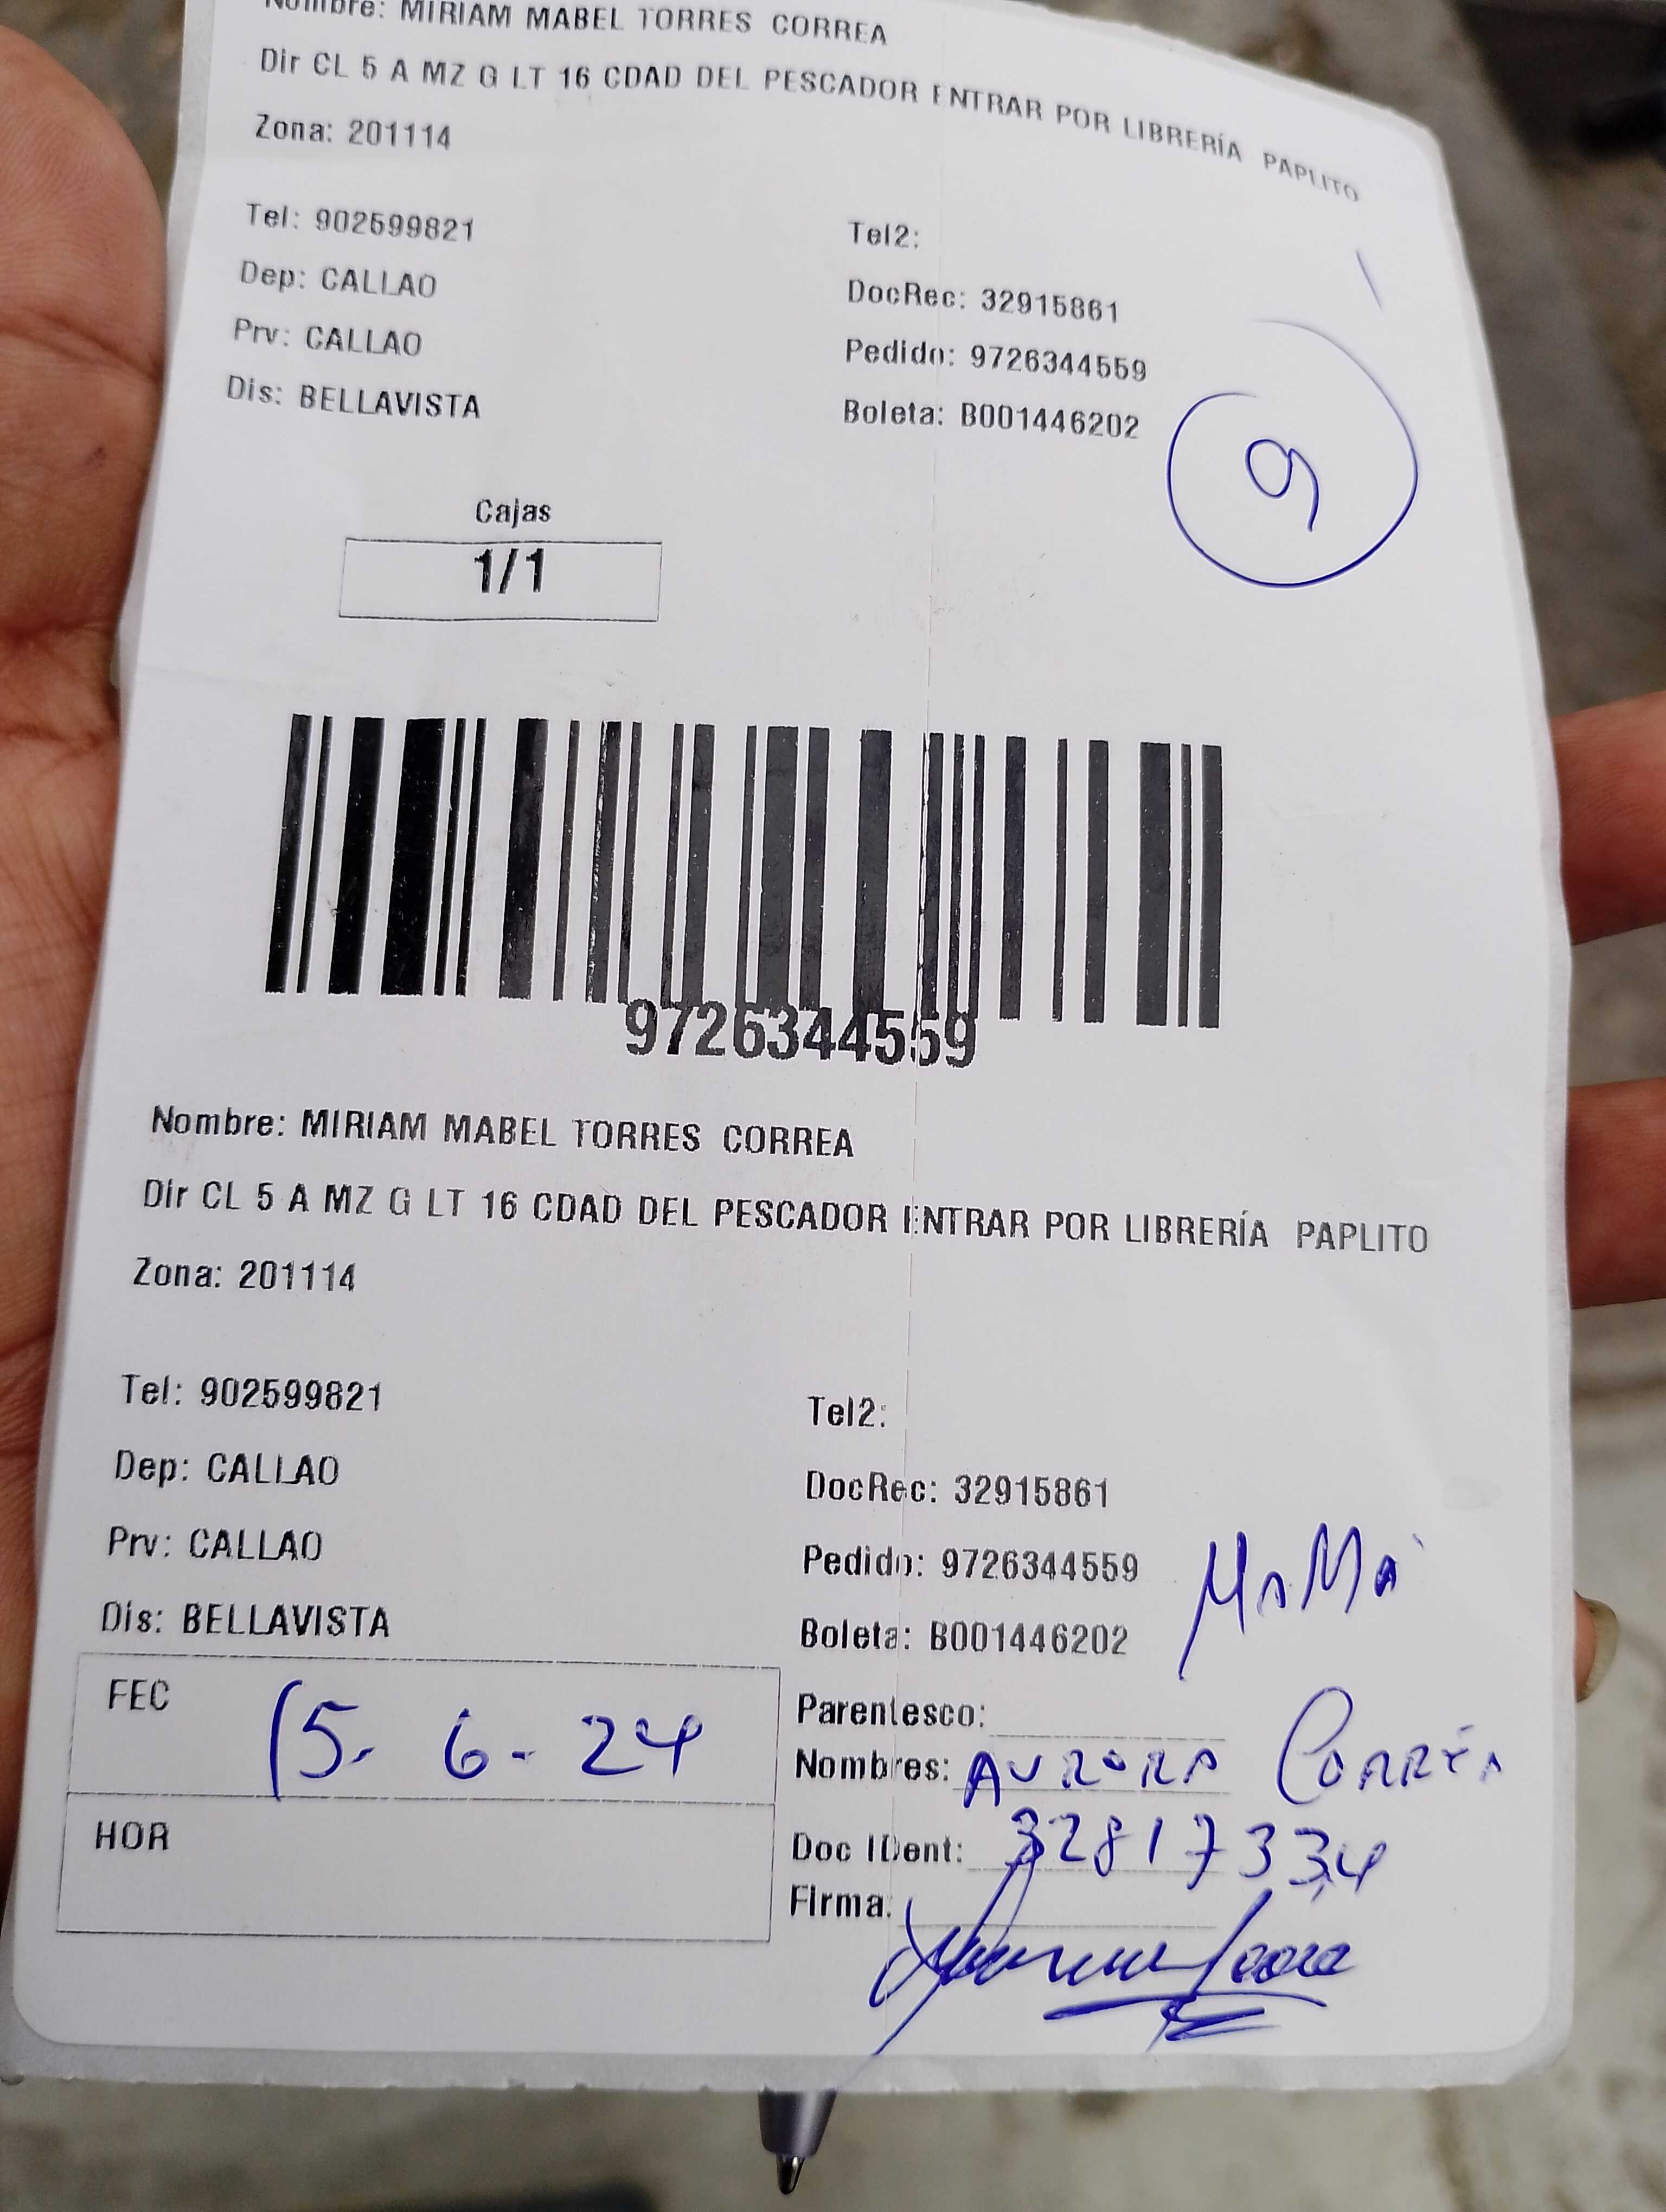 Nombre: MIRIAM MABEL TORRES CORREA
Dir CL 5 A MZ G LT 16 CDAD DEL PESCADOR ENTRAR POR LIBRERÍA PAPLITO
Zona: 201114
Tel: 902599821
Tel2:
Dep: CALLAO
DocRec: 32915861
Prv: CALLAO
Pedido: 9726344559
Dis: BELLAVISTA
Boleta: B001446202
9
Cajas
1/1
9726344559
Nombre: MIRIAM MABEL TORRES CORREA
Dir CL 5 A MZ G LT 16 CDAD DEL PESCADOR ENTRAR POR LIBRERÍA PAPLITO
Zona: 201114
Tel: 902599821
Tel2:
Dep: CALLAO
DocRec: 32915861
Prv: CALLAO
Pedido: 9726344559
Dis: BELLAVISTA
Boleta: B001446202
MaMá
FEC 15. 6 - 24
Parentesco:
Nombres: AURORA CORREA
HOR
Doc IDent: 32817334
Firma: